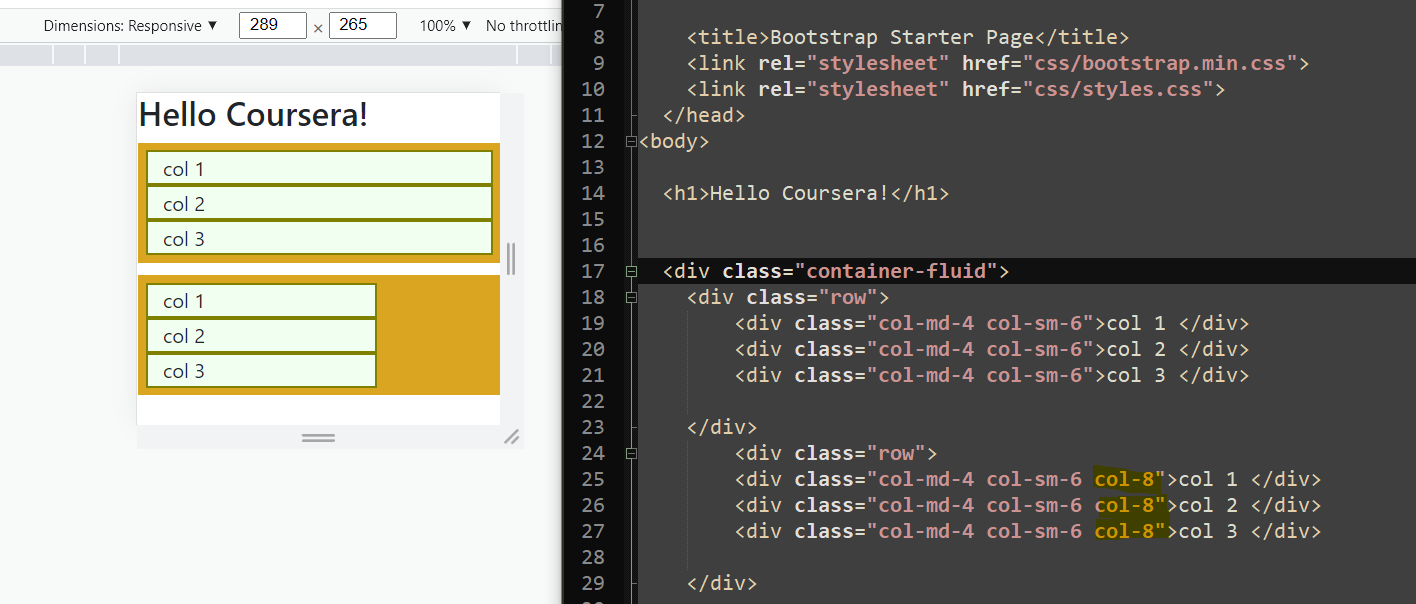 Dimensions: Responsive ▼ 289 × 265 100% ▼ No throttlin
Hello Coursera!
col 1
col 2
col 3
col 1
col 2
col 3
7
8 <title>Bootstrap Starter Page</title>
9 <link rel="stylesheet" href="css/bootstrap.min.css">
10 <link rel="stylesheet" href="css/styles.css">
11 </head>
12 <body>
13
14 <h1>Hello Coursera!</h1>
15
16
17 <div class="container-fluid">
18 <div class="row">
19 <div class="col-md-4 col-sm-6">col 1 </div>
20 <div class="col-md-4 col-sm-6">col 2 </div>
21 <div class="col-md-4 col-sm-6">col 3 </div>
22
23 </div>
24 <div class="row">
25 <div class="col-md-4 col-sm-6 col-8">col 1 </div>
26 <div class="col-md-4 col-sm-6 col-8">col 2 </div>
27 <div class="col-md-4 col-sm-6 col-8">col 3 </div>
28
29 </div>